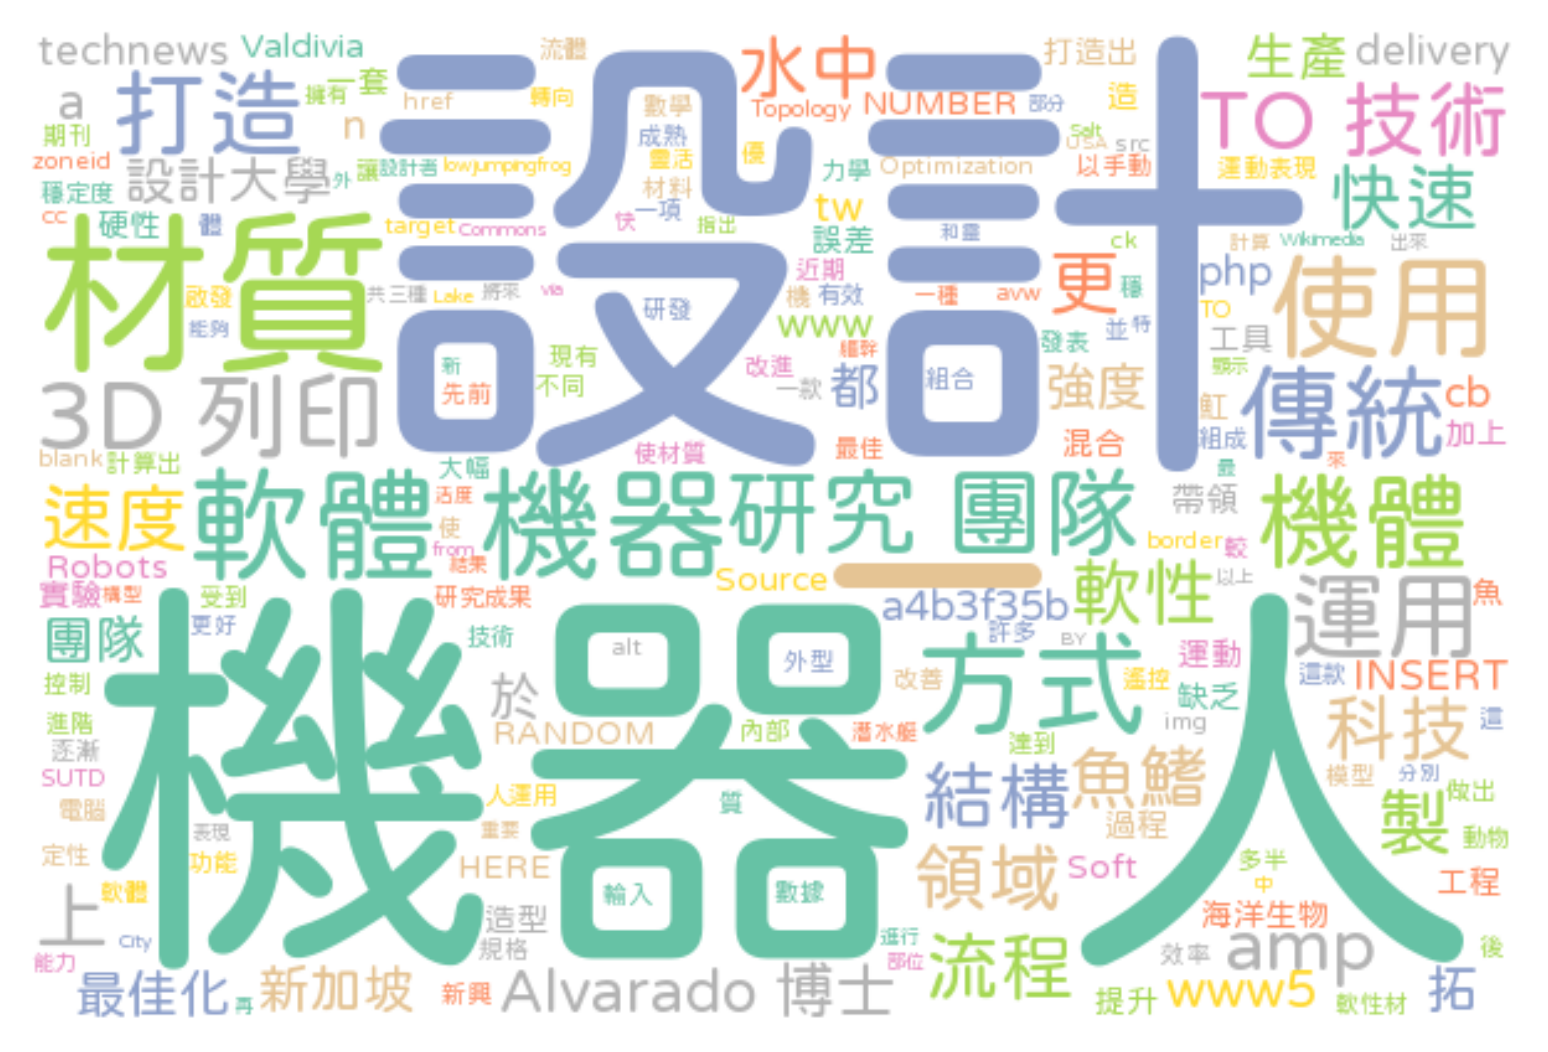 technews Valdivia 流體 水中 打造出 生產 delivery
a 打造 擁有 一套 href 轉向 設計 數學 Topology NUMBER 部分 造 TO 技術
期刊 n 成熟 優 Salt USA src
zoneid 設計大學 外 讓 設計者 lowjumpingfrog 靈活 力學 Optimization 以手動 運動表現
穩定度 材料 快速
cc 硬性 體 target Commons 一項 快 指出 tw 和靈 ck 計算 Wikimedia 出來
材質 誤差 更 php 使用
啟發 共三種 Lake 將來 via 近期 機 有效 一種 avw 穩 TO
能夠 研發 www 發表 並 特 工具
3D 列印 新 現有 改進 軀幹 顯示
先前 不同 一款 都 組合 強度 魟 傳統 cb
blank 計算出 使材質 最佳 混合 組成 加上
速度 軟體 大幅 機器 研究 團隊 最 來 機體
活度 帶領
使
Robots from 結果 Source border 較 以上
實驗 構型 受到 研究成果 一 a4b3f35b 軟性 運用 魚
團隊 更好 技術 alt 外型 許多 BY 運動
控制 機器人 於 改善 方式 遙控 缺乏 這款 INSERT
進階 RANDOM 內部 潛水艇 img 科技 這
逐漸 達到
SUTD 人運用 結構 魚鰭 模型 分別
電腦 表現 重要 質 過程 製 做出
定性 功能 HERE 領域 Soft 多半 動物
上 軟體 輸入 數據 中 工程
City 造型 進行 海洋生物
能力 規格 部位 流程 效率 amp 後
最佳化 再 新加坡 新興 Alvarado 博士 提升 www5 軟性材 拓